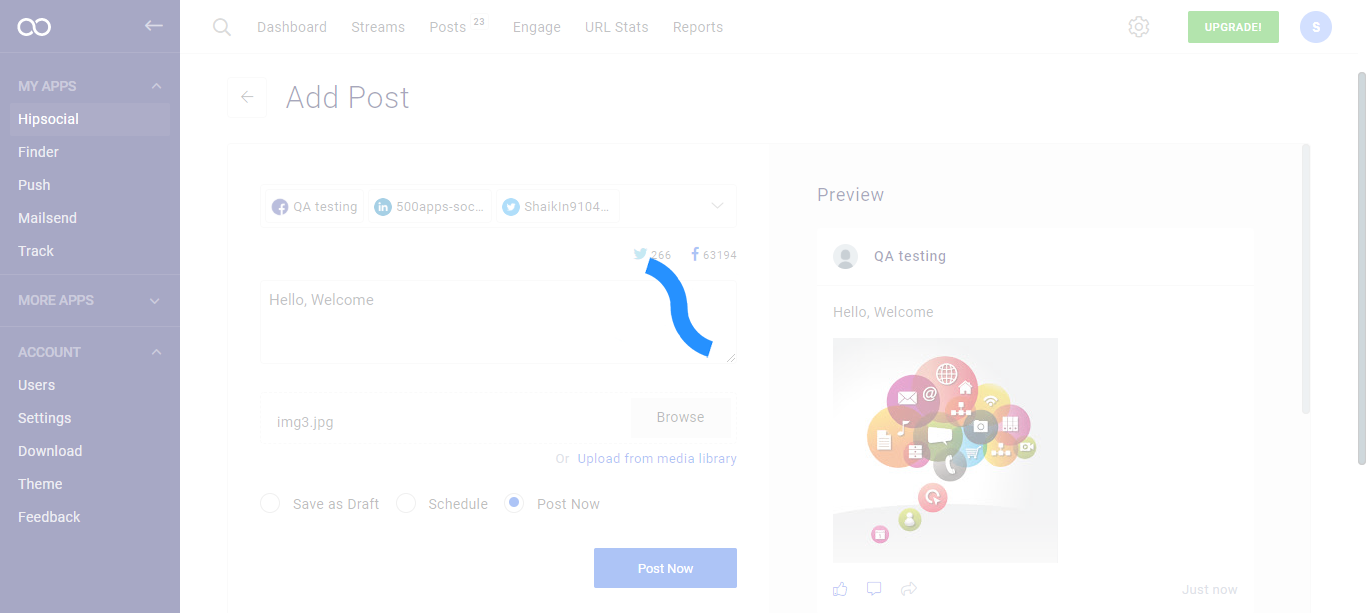 Dashboard Streams Posts 23 Engage URL Stats Reports UPGRADE! S
MY APPS
Hipsocial
Finder
Push
Mailsend
Track
MORE APPS
ACCOUNT
Users
Settings
Download
Theme
Feedback
Add Post
QA testing 500apps-soc... ShaikIn9104...
266 63194
Hello, Welcome
img3.jpg Browse
Or Upload from media library
Save as Draft Schedule Post Now
Post Now
Preview
QA testing
Hello, Welcome
@
Just now